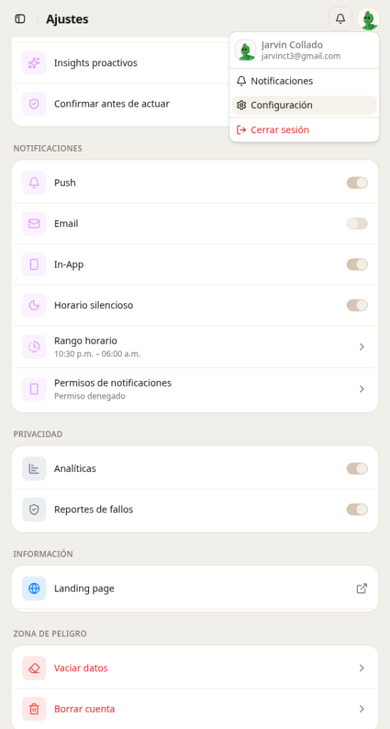 Ajustes
Jarvin Collado
jarvinct3@gmail.com
Notificaciones
Configuración
Cerrar sesión
Insights proactivos
Confirmar antes de actuar
NOTIFICACIONES
Push
Email
In-App
Horario silencioso
Rango horario
10:30 p.m. – 06:00 a.m.
Permisos de notificaciones
Permiso denegado
PRIVACIDAD
Analíticas
Reportes de fallos
INFORMACIÓN
Landing page
ZONA DE PELIGRO
Vaciar datos
Borrar cuenta